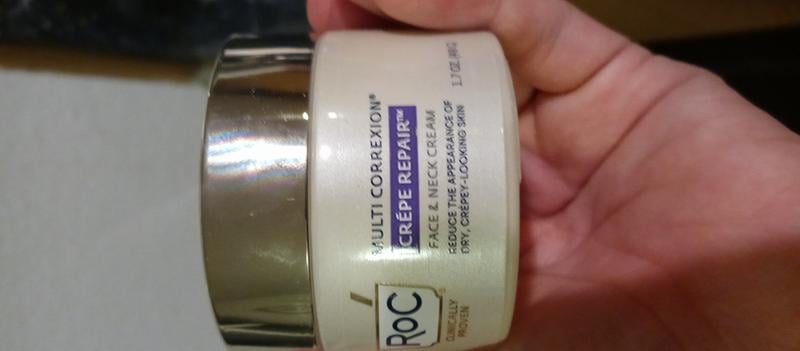 RoC®
CLINICALLY
PROVEN
MULTI CORREXION®
CRÊPE REPAIR™
FACE & NECK CREAM
REDUCE THE APPEARANCE OF
DRY, CRÊPEY-LOOKING SKIN
1.7 OZ. (48 G)